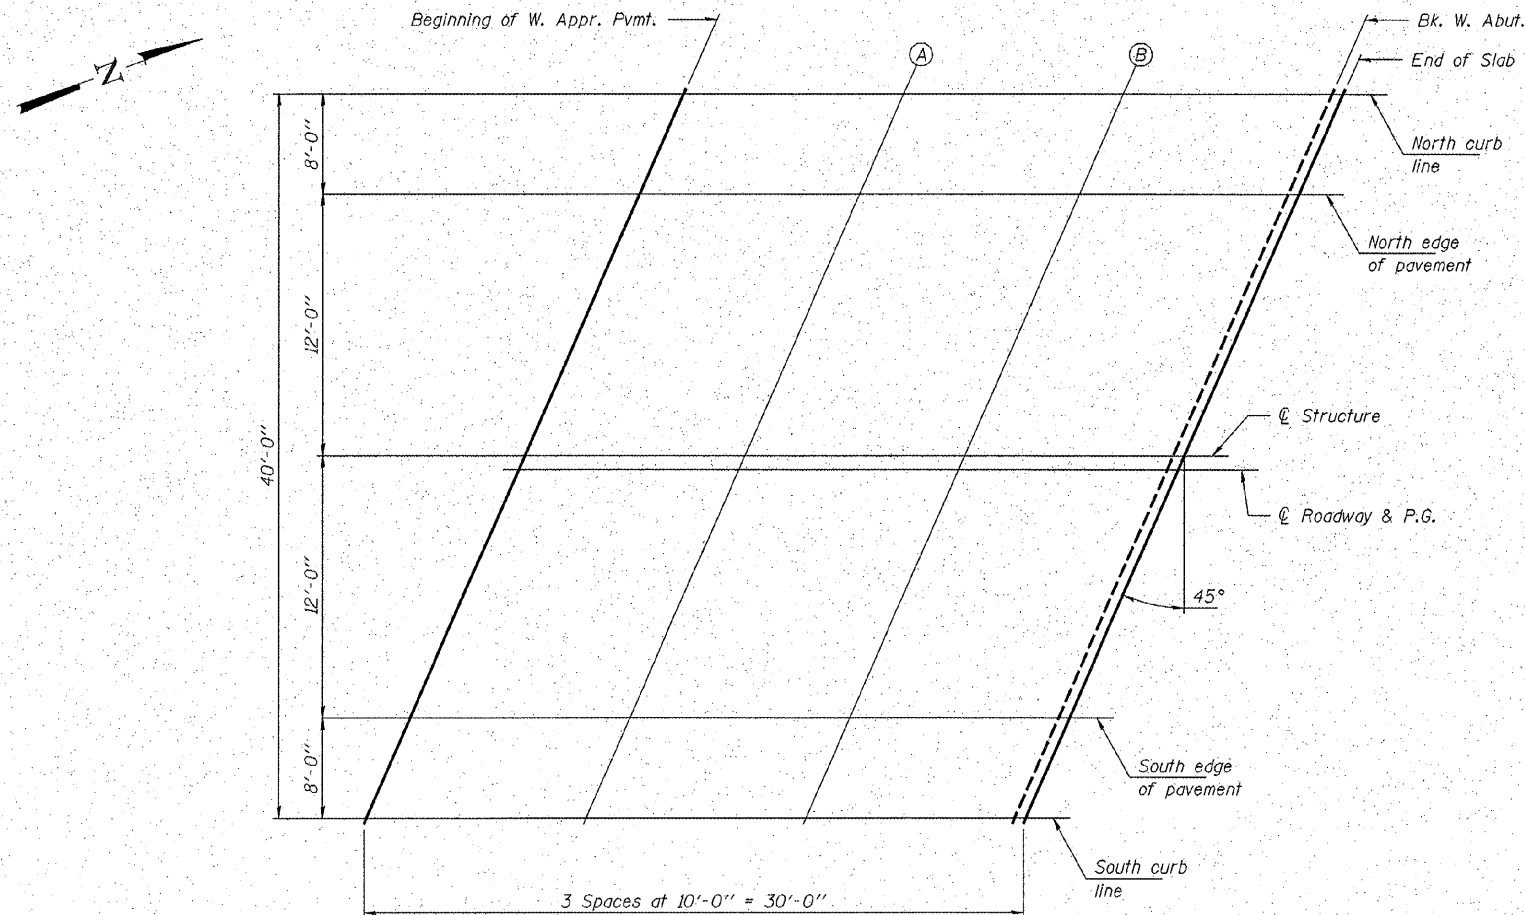 Beginning of W. Appr. Pvmt.
Bk. W. Abut.
End of Slab
N
A
B
8'-0"
North curb
line
North edge
of pavement
12'-0"
40'-0"
℄ Structure
℄ Roadway & P.G.
12'-0"
45°
8'-0"
South edge
of pavement
South curb
line
3 Spaces at 10'-0" = 30'-0"